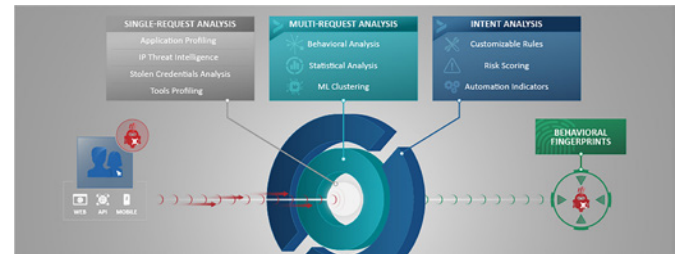 SINGLE-REQUEST ANALYSIS
Application Profiling
IP Threat Intelligence
Stolen Credentials Analysis
Tools Profiling
MULTI-REQUEST ANALYSIS
Behavioral Analysis
Statistical Analysis
ML Clustering
INTENT ANALYSIS
Customizable Rules
Risk Scoring
Automation Indicators
WEB
API
MOBILE
BEHAVIORAL
FINGERPRINTS